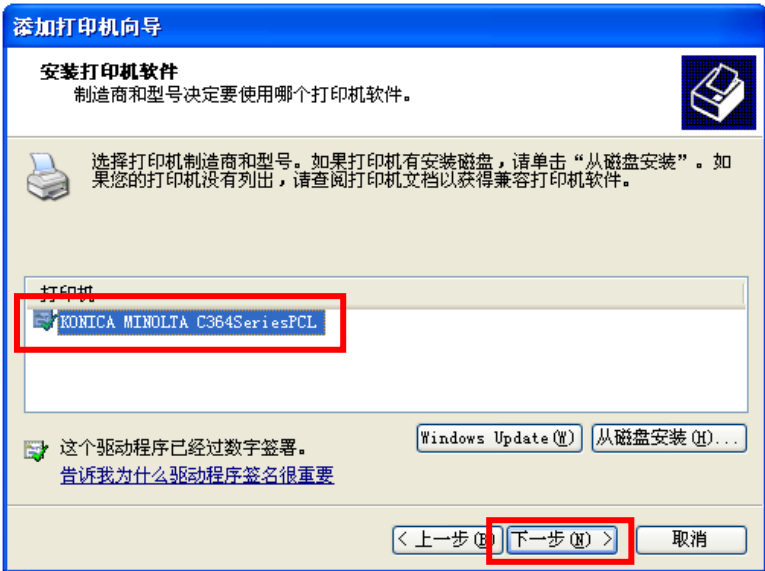 添加打印机向导
安装打印机软件
制造商和型号决定要使用哪个打印机软件。
选择打印机制造商和型号。如果打印机有安装磁盘，请单击“从磁盘安装”。如
果您的打印机没有列出，请查阅打印机文档以获得兼容打印机软件。
打印机
KONICA MINOLTA C364SeriesPCL
这个驱动程序已经过数字签署。
告诉我为什么驱动程序签名很重要
Windows Update(W) 从磁盘安装(H)...
< 上一步(B) 下一步(N) > 取消